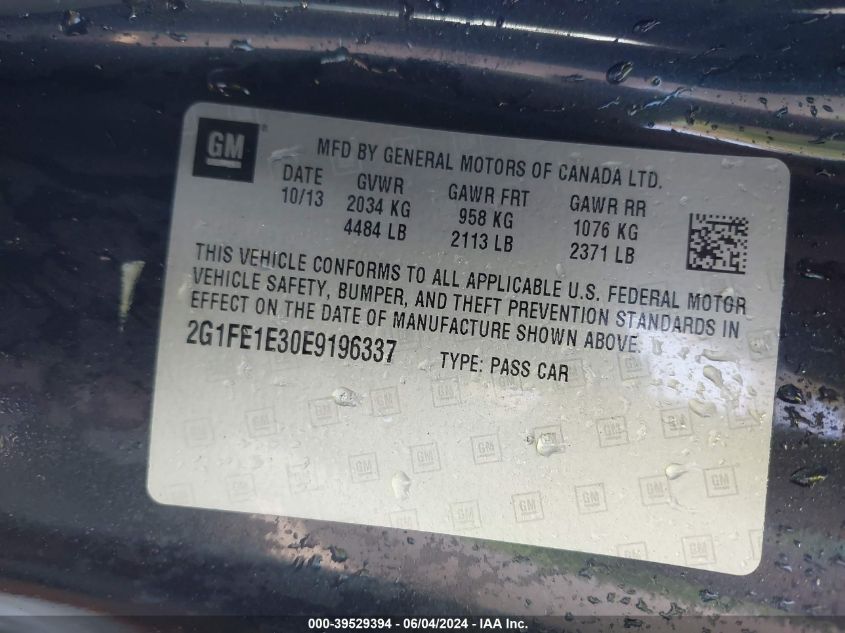 GM
MFD BY GENERAL MOTORS OF CANADA LTD.
DATE GVWR GAWR FRT GAWR RR
10/13 2034 KG 958 KG 1076 KG
4484 LB 2113 LB 2371 LB
THIS VEHICLE CONFORMS TO ALL APPLICABLE U.S. FEDERAL MOTOR
VEHICLE SAFETY, BUMPER, AND THEFT PREVENTION STANDARDS IN
EFFECT ON THE DATE OF MANUFACTURE SHOWN ABOVE.
2G1FE1E30E9196337 TYPE: PASS CAR
000-39529394 - 06/04/2024 - IAA Inc.